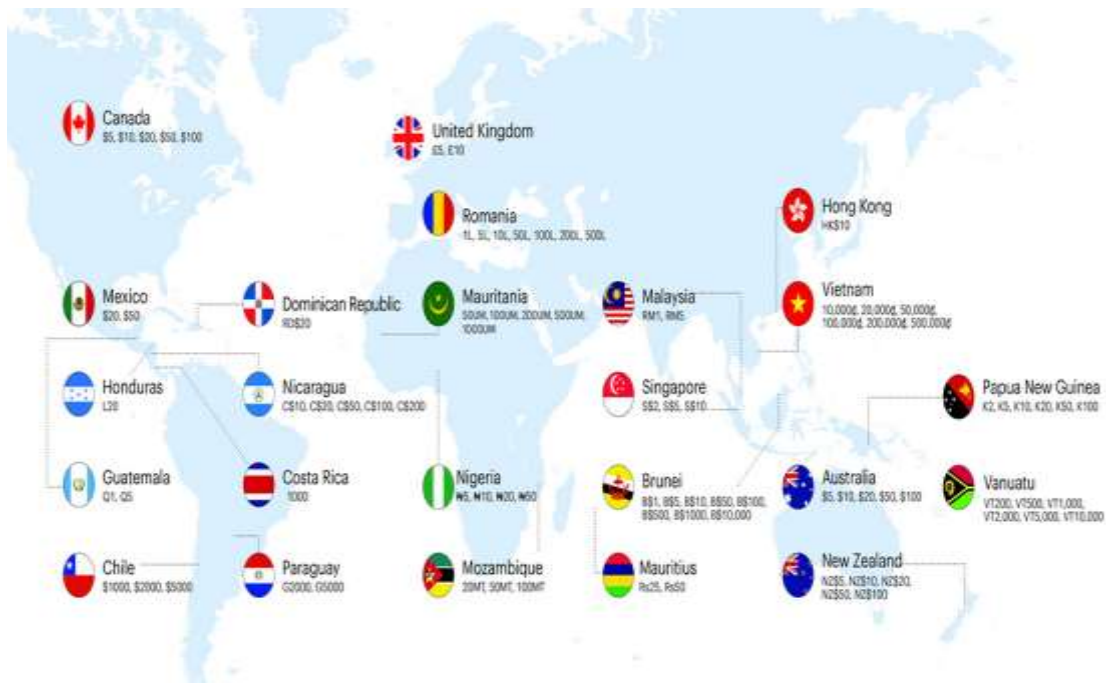 Canada
$5, $10, $20, $50, $100
United Kingdom
£5, £10
Romania
1L, 5L, 10L, 50L, 100L, 200L, 500L
Hong Kong
HK$10
Mexico
$20, $50
Dominican Republic
RD$20
Mauritania
50UM, 100UM, 200UM, 500UM,
1000UM
Malaysia
RM1, RM5
Vietnam
10,000₫, 20,000₫, 50,000₫,
100,000₫, 200,000₫, 500,000₫
Honduras
L20
Nicaragua
C$10, C$20, C$50, C$100, C$200
Singapore
S$2, S$5, S$10
Papua New Guinea
K2, K5, K10, K20, K50, K100
Guatemala
Q1, Q5
Costa Rica
1000
Nigeria
₦5, ₦10, ₦20, ₦50
Brunei
B$1, B$5, B$10, B$50, B$100,
B$500, B$1000, B$10,000
Australia
$5, $10, $20, $50, $100
Vanuatu
VT200, VT500, VT1,000,
VT2,000, VT5,000, VT10,000
Chile
$1000, $2000, $5000
Paraguay
G2000, G5000
Mozambique
20MT, 50MT, 100MT
Mauritius
Rs25, Rs50
New Zealand
NZ$5, NZ$10, NZ$20,
NZ$50, NZ$100